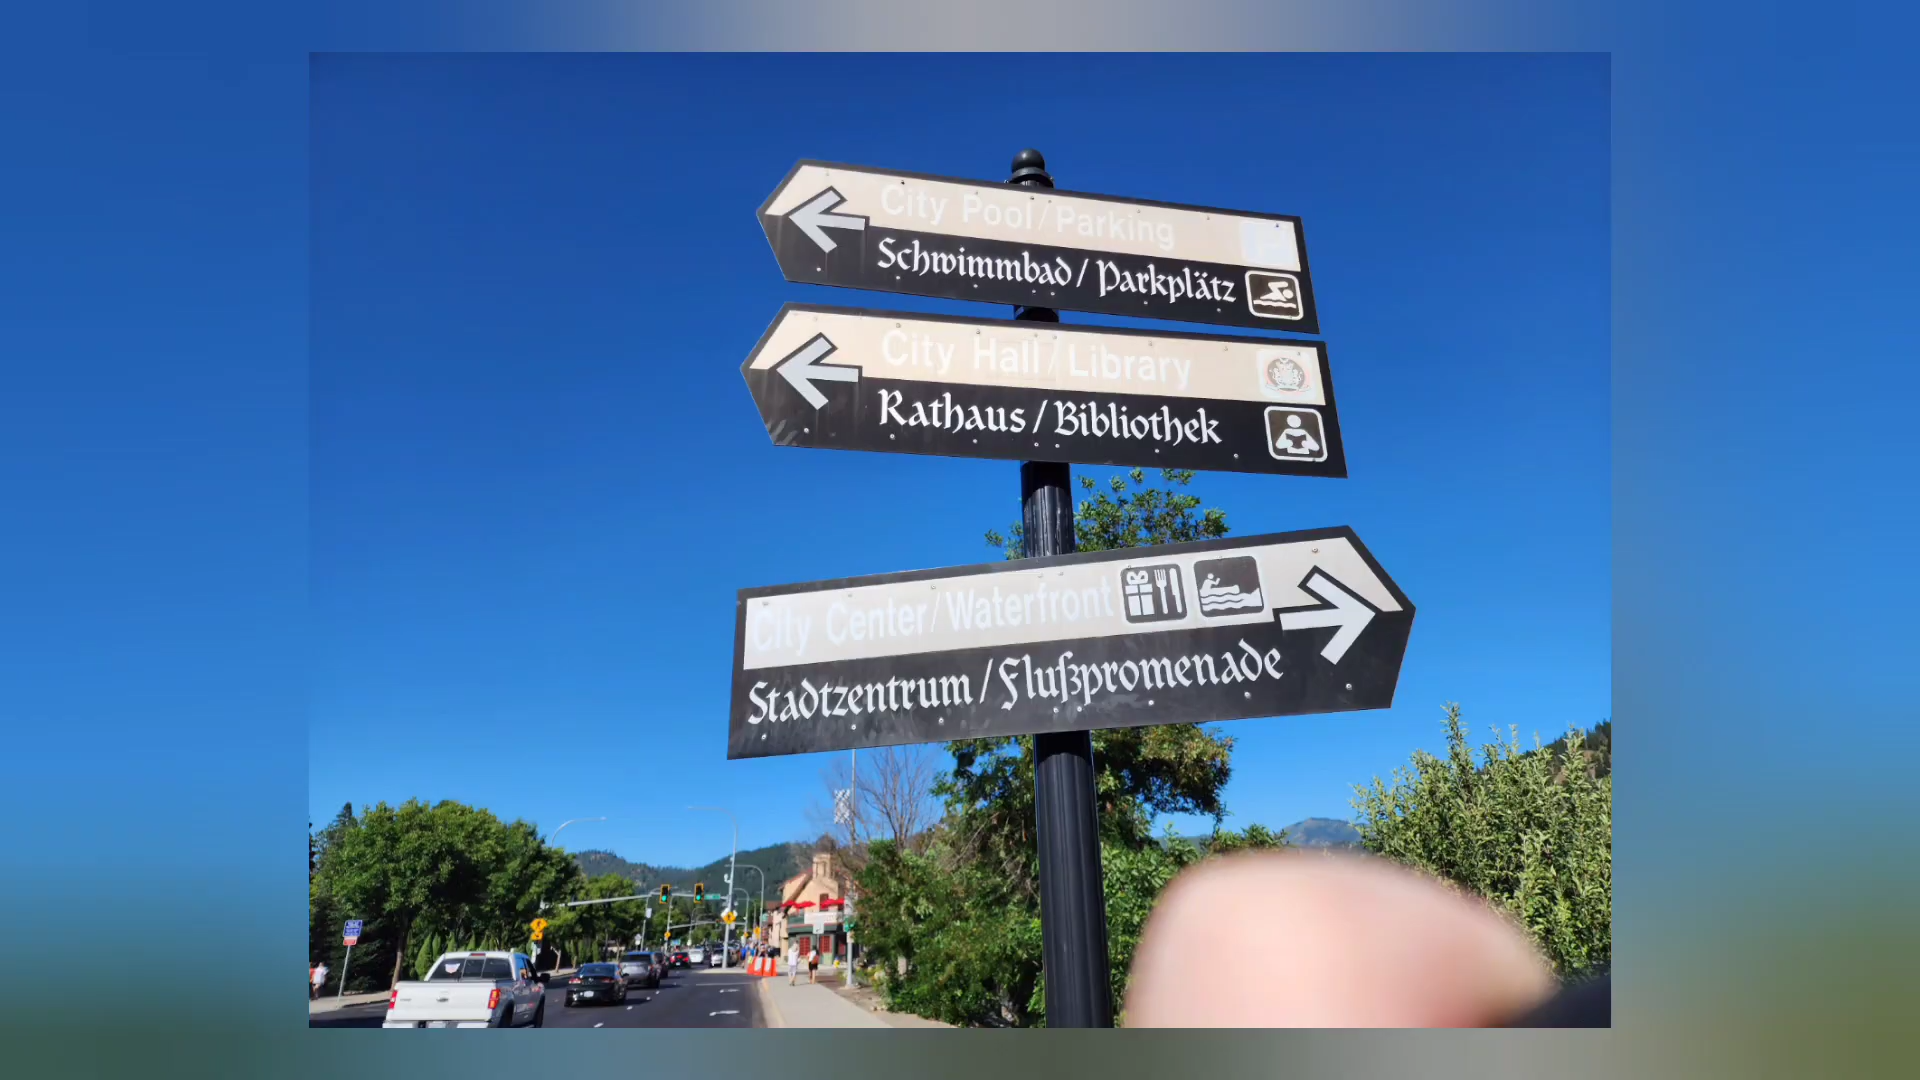 City Pool/Parking
Schwimmbad/Parkplätz
City Hall/Library
Rathaus/Bibliothek
City Center/Waterfront
Stadtzentrum/Flußpromenade